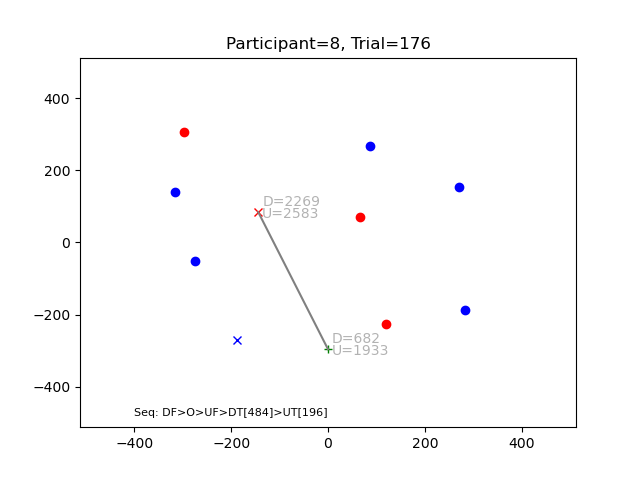 Participant=8, Trial=176
400
200
0
−200
−400
D=2269
U=2583
D=682
U=1933
Seq: DF>O>UF>DT[484]>UT[196]
−400 −200 0 200 400